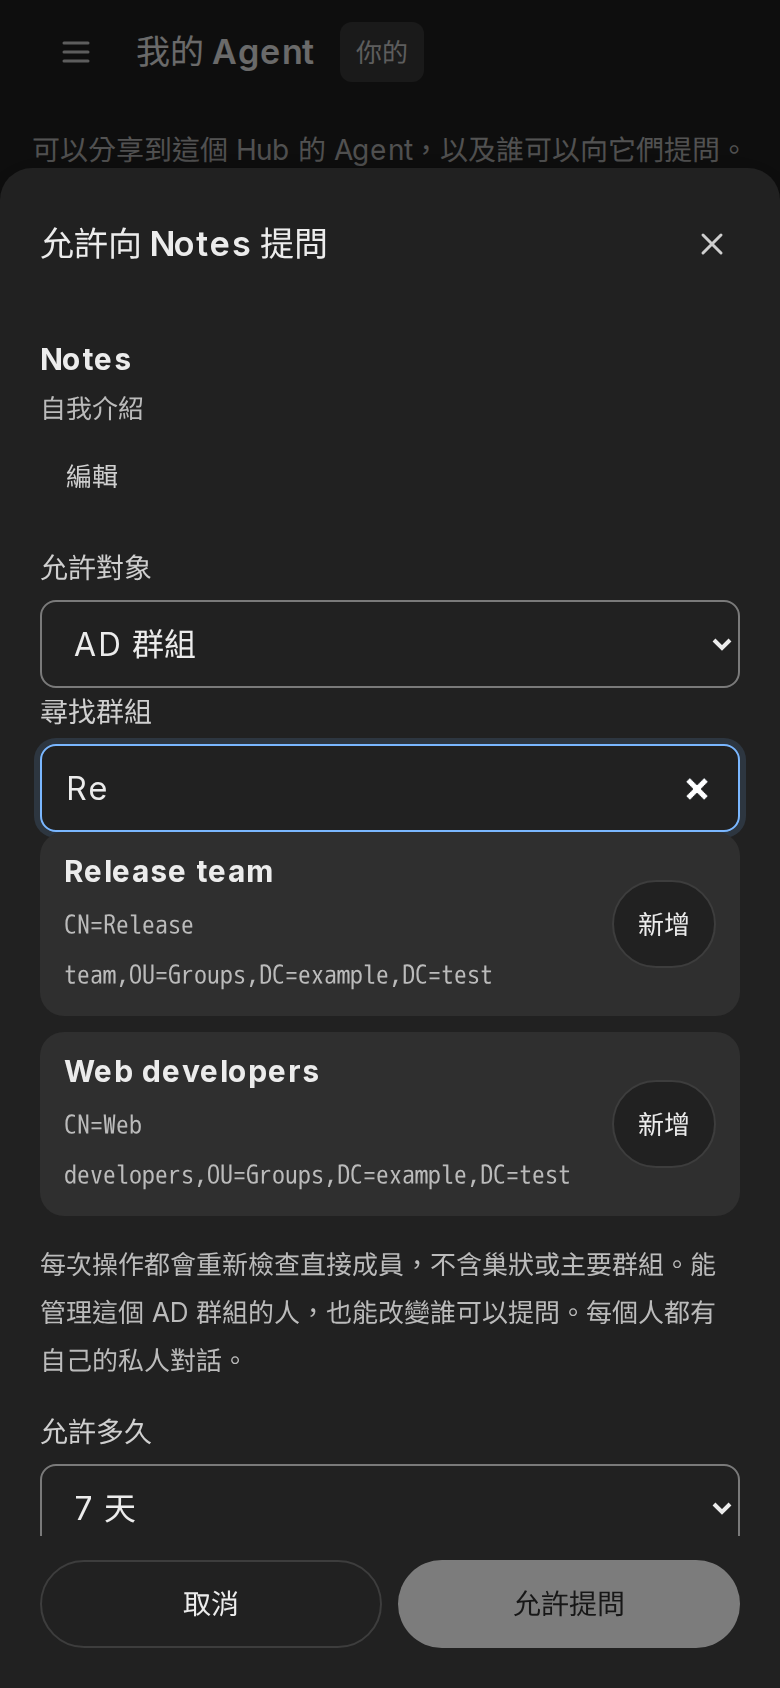 我的 Agent 你的
可以分享到這個 Hub 的 Agent，以及誰可以向它們提問。
允許向 Notes 提問
Notes
自我介紹
編輯
允許對象
AD 群組
尋找群組
Re
Release team
CN=Release
team,OU=Groups,DC=example,DC=test
新增
Web developers
CN=Web
developers,OU=Groups,DC=example,DC=test
新增
每次操作都會重新檢查直接成員，不含巢狀或主要群組。能
管理這個 AD 群組的人，也能改變誰可以提問。每個人都有
自己的私人對話。
允許多久
7 天
取消
允許提問